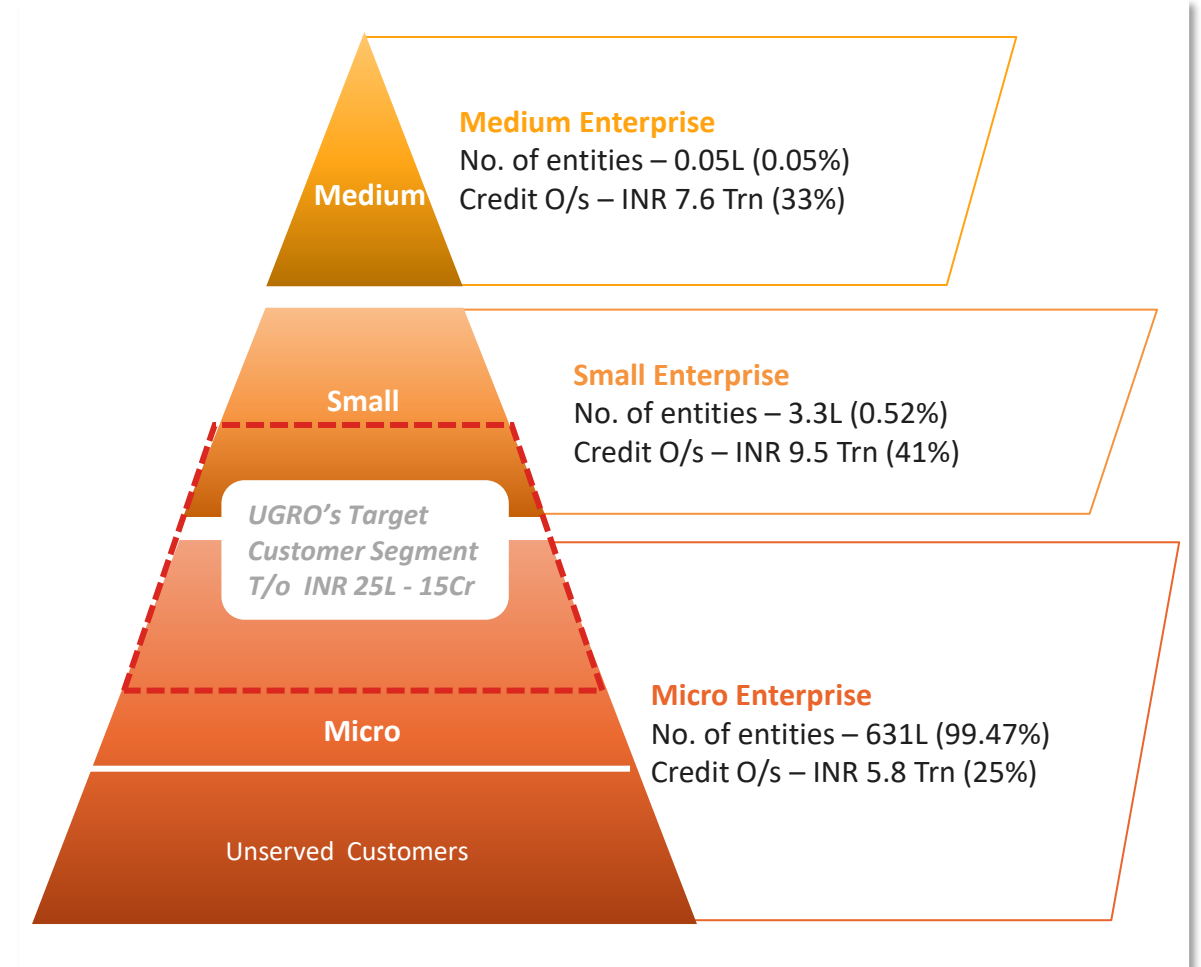 Medium
Medium Enterprise
No. of entities – 0.05L (0.05%)
Credit O/s – INR 7.6 Trn (33%)
Small
Small Enterprise
No. of entities – 3.3L (0.52%)
Credit O/s – INR 9.5 Trn (41%)
UGRO’s Target
Customer Segment
T/o INR 25L - 15Cr
Micro
Micro Enterprise
No. of entities – 631L (99.47%)
Credit O/s – INR 5.8 Trn (25%)
Unserved Customers